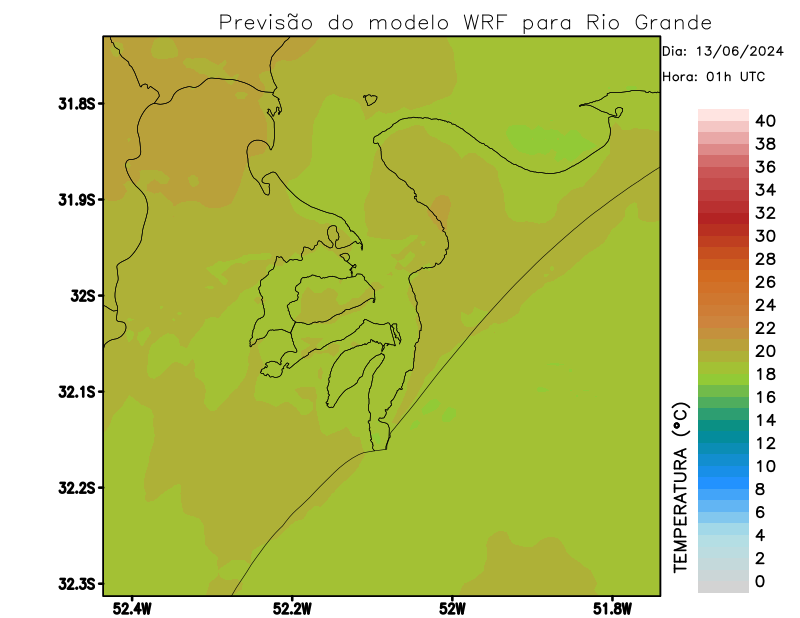 Previsão do modelo WRF para Rio Grande
Dia: 13/06/2024
Hora: 01h UTC
31.8S
31.9S
32S
32.1S
32.2S
32.3S
52.4W
52.2W
52W
51.8W
TEMPERATURA (°C)
40
38
36
34
32
30
28
26
24
22
20
18
16
14
12
10
8
6
4
2
0